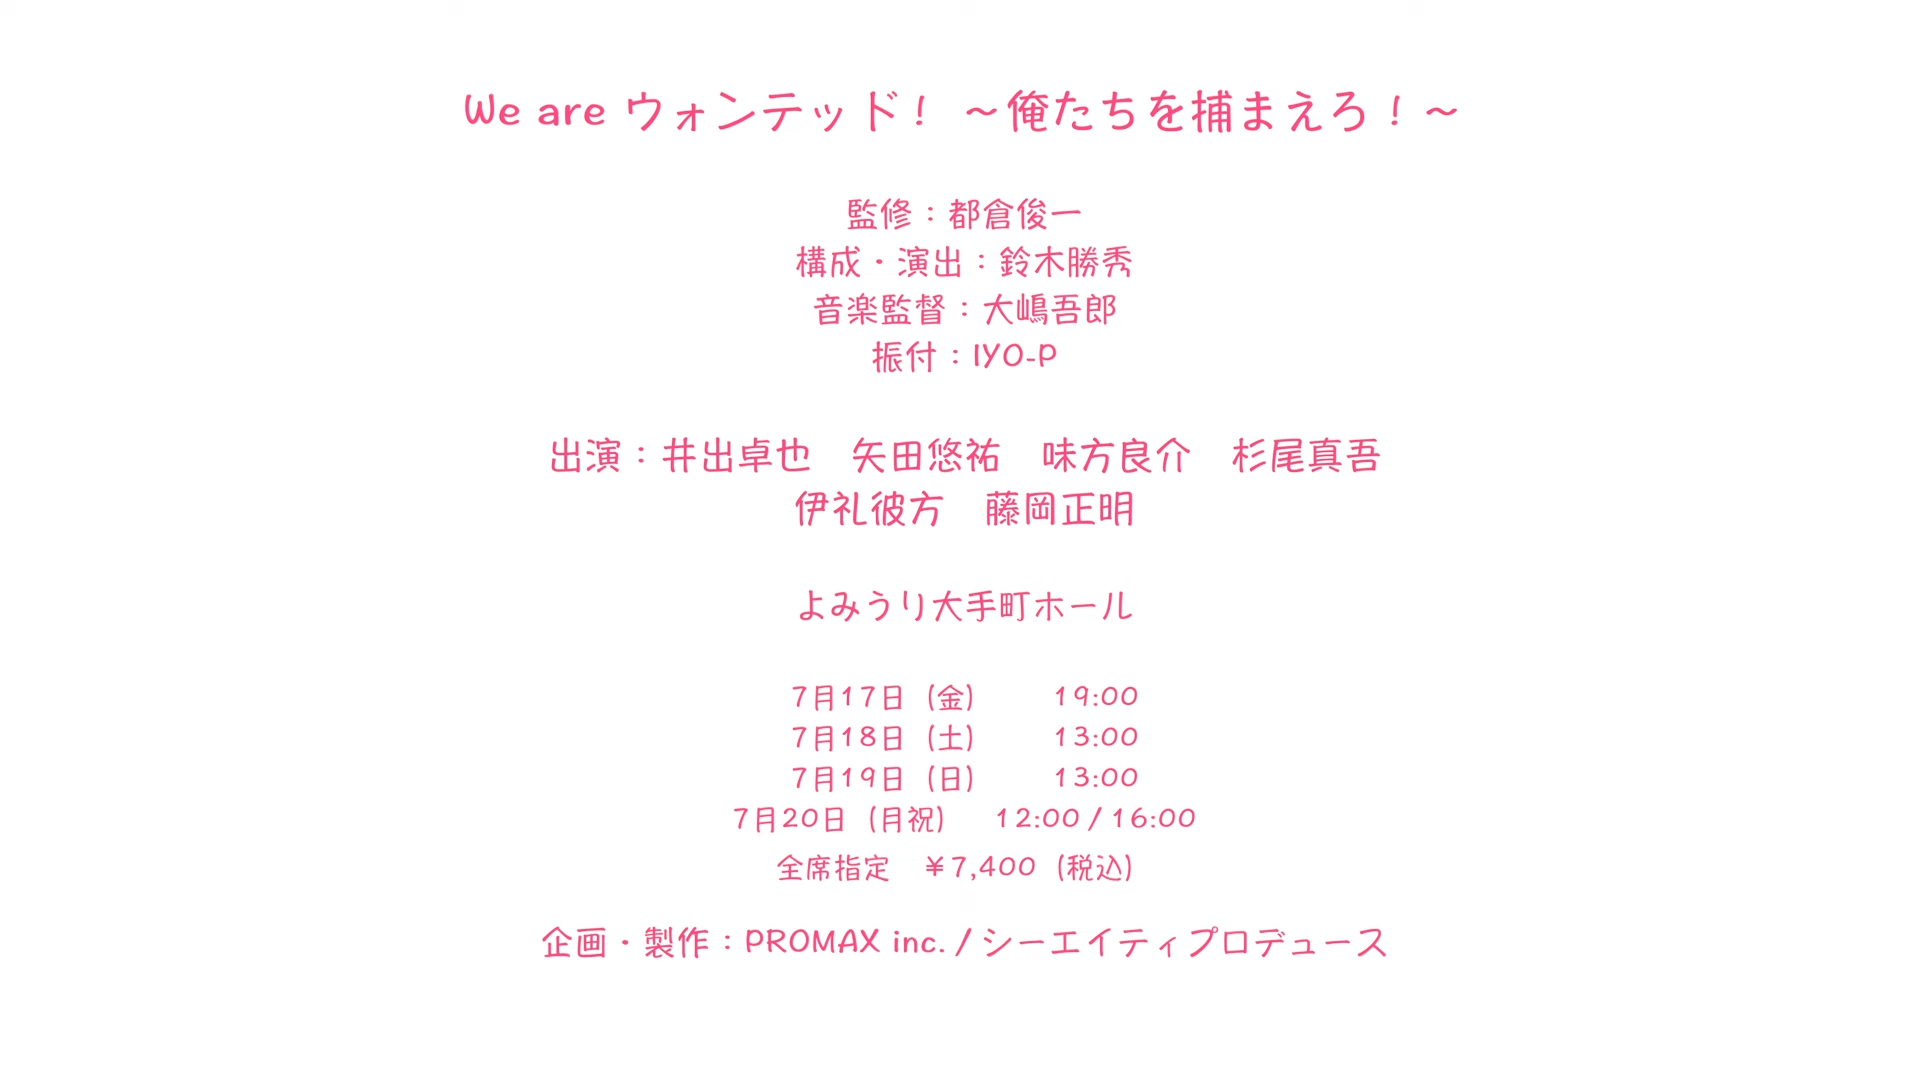 We are ウォンテッド！ ～俺たちを捕まえろ！～
監修：都倉俊一
構成・演出：鈴木勝秀
音楽監督：大嶋吾郎
振付：IYO-P
出演：井出卓也　矢田悠祐　味方良介　杉尾真吾
伊礼彼方　藤岡正明
よみうり大手町ホール
7月17日（金）　19:00
7月18日（土）　13:00
7月19日（日）　13:00
7月20日（月祝）　12:00 / 16:00
全席指定　￥7,400（税込）
企画・製作：PROMAX inc. / シーエイティプロデュース